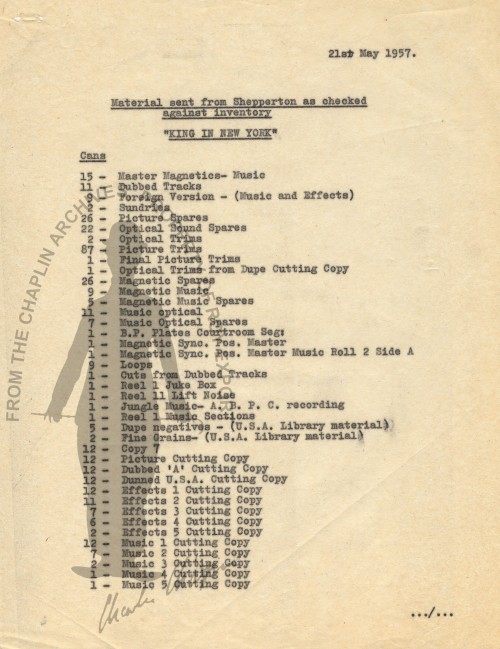 21st May 1957.
Material sent from Shepperton as checked
against inventory
"KING IN NEW YORK"
Cans
15 - Master Magnetics- Music
11 - Dubbed Tracks
9 - Foreign Version - (Music and Effects)
2 - Sundries
26 - Picture Spares
22 - Optical Sound Spares
2 - Optical Trims
87 - Picture Trims
1 - Final Picture Trims
1 - Optical Trims from Dupe Cutting Copy
26 - Magnetic Spares
9 - Magnetic Music
5 - Magnetic Music Spares
11 - Music optical
7 - Music Optical Spares
1 - B.P. Plates Courtroom Seg:
1 - Magnetic Sync. Pos. Master
1 - Magnetic Sync. Pos. Master Music Roll 2 Side A
9 - Loops
1 - Cuts from Dubbed Tracks
1 - Reel 1 Juke Box
1 - Reel 11 Lift Noise
1 - Jungle Music- A.B.P.C. recording
1 - Reel 1 Music Sections
5 - Dupe negatives - (U.S.A. Library material)
2 - Fine Grains- (U.S.A. Library material)
12 - Copy 7
12 - Picture Cutting Copy
12 - Dubbed 'A' Cutting Copy
12 - Dunned U.S.A. Cutting Copy
12 - Effects 1 Cutting Copy
11 - Effects 2 Cutting Copy
7 - Effects 3 Cutting Copy
6 - Effects 4 Cutting Copy
2 - Effects 5 Cutting Copy
12 - Music 1 Cutting Copy
7 - Music 2 Cutting Copy
2 - Music 3 Cutting Copy
1 - Music 4 Cutting Copy
1 - Music 5 Cutting Copy
.../...
FROM THE CHAPLIN ARCHIVES
Charlie